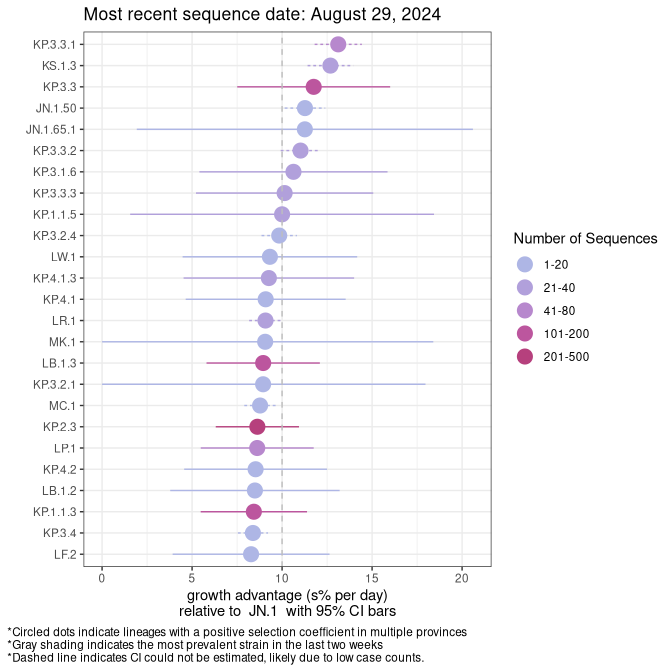 Most recent sequence date: August 29, 2024
KP.3.3.1
KS.1.3
KP.3.3
JN.1.50
JN.1.65.1
KP.3.3.2
KP.3.1.6
KP.3.3.3
KP.1.1.5
KP.3.2.4
LW.1
KP.4.1.3
KP.4.1
LR.1
MK.1
LB.1.3
KP.3.2.1
MC.1
KP.2.3
LP.1
KP.4.2
LB.1.2
KP.1.1.3
KP.3.4
LF.2
0 5 10 15 20
growth advantage (s% per day)
relative to JN.1 with 95% CI bars
Number of Sequences
1-20
21-40
41-80
101-200
201-500
*Circled dots indicate lineages with a positive selection coefficient in multiple provinces
*Gray shading indicates the most prevalent strain in the last two weeks
*Dashed line indicates CI could not be estimated, likely due to low case counts.